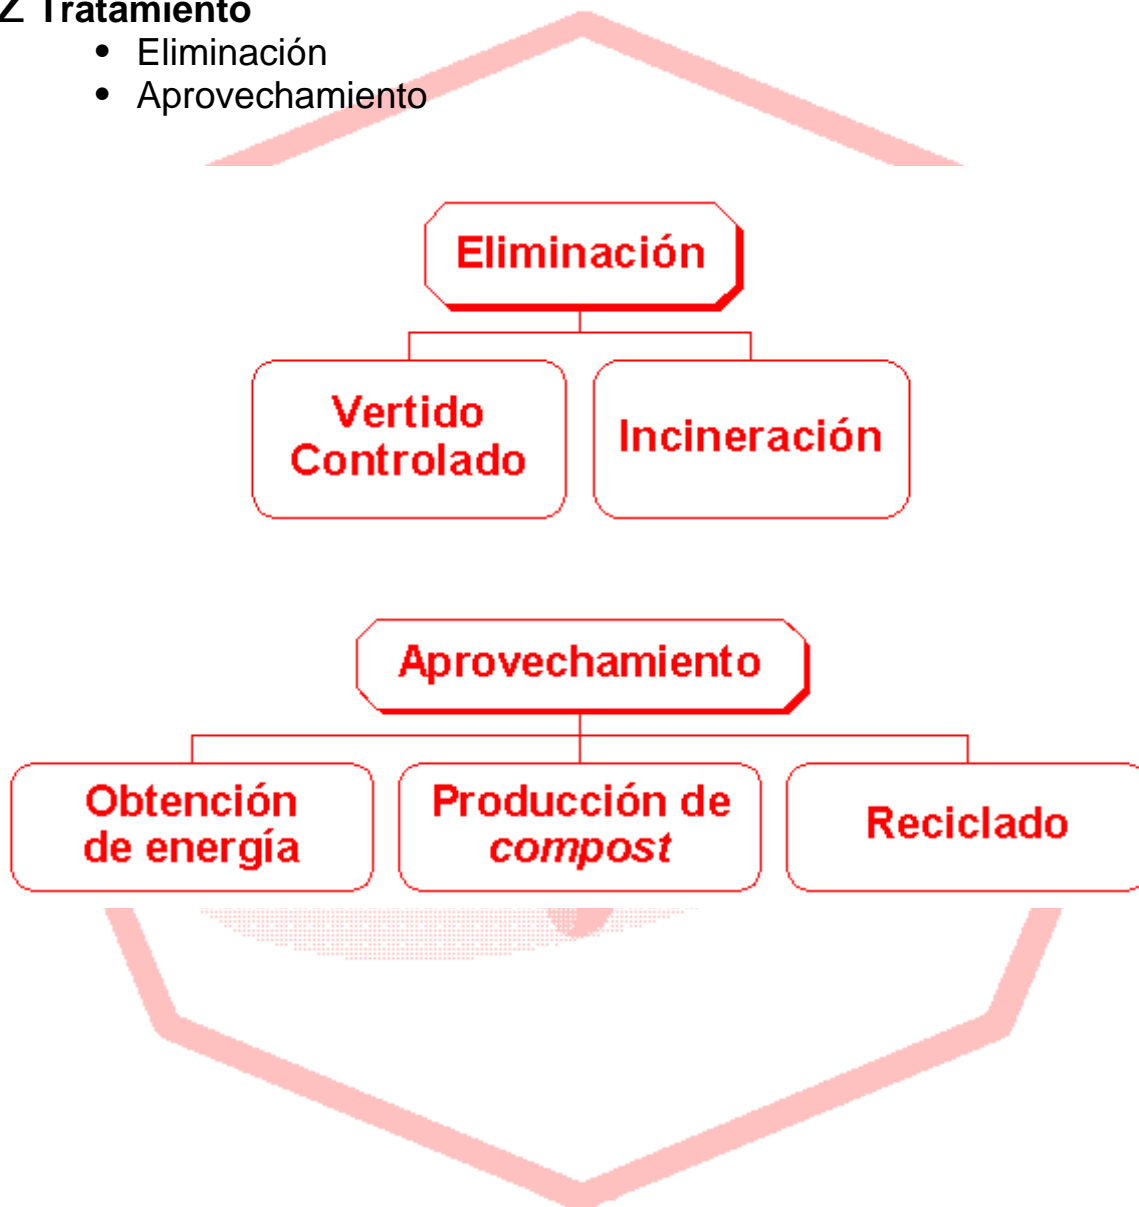 Z Tratamiento
• Eliminación
• Aprovechamiento
Eliminación
Vertido
Controlado
Incineración
Aprovechamiento
Obtención
de energía
Producción de
compost
Reciclado